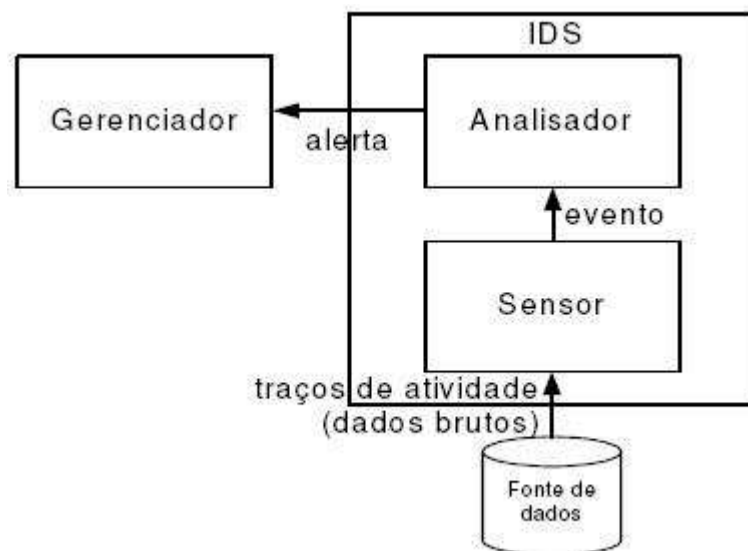 IDS
Gerenciador
Analisador
alerta
evento
Sensor
traços de atividade
(dados brutos)
Fonte de
dados